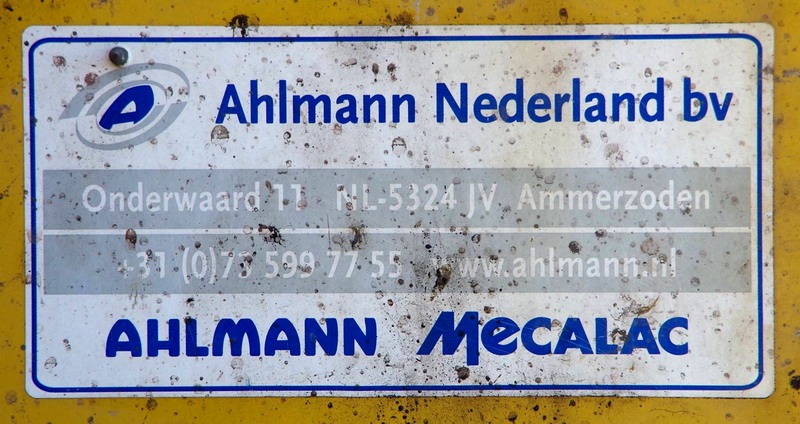 A
Ahlmann Nederland bv
Onderwaard 11 NL-5324 JV Ammerzoden
+31 (0)73 599 77 55 www.ahlmann.nl
AHLMANN MECALAC